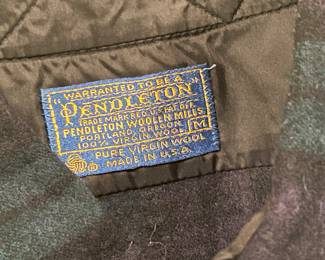 "WARRANTED TO BE A
PENDLETON"
TRADE MARK REG. U.S. PAT. OFF.
PENDLETON WOOLEN MILLS
PORTLAND, OREGON
100% VIRGIN WOOL
M
PURE VIRGIN WOOL
MADE IN U.S.A.